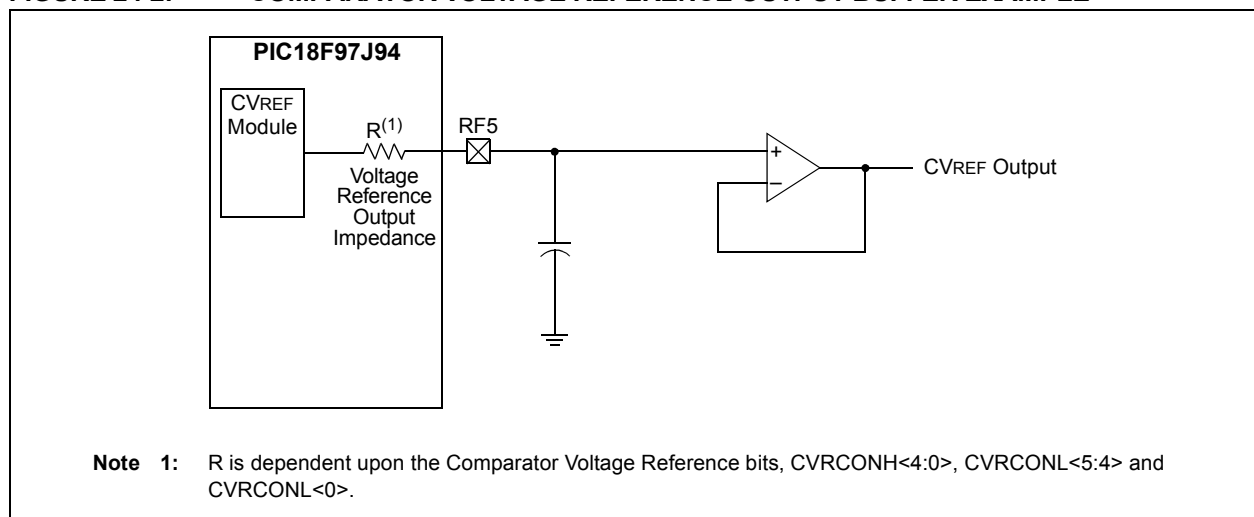 PIC18F97J94
CVREF
Module
R(1)
RF5
Voltage
Reference
Output
Impedance
+
–
CVREF Output
Note 1: R is dependent upon the Comparator Voltage Reference bits, CVRCONH<4:0>, CVRCONL<5:4> and
CVRCONL<0>.